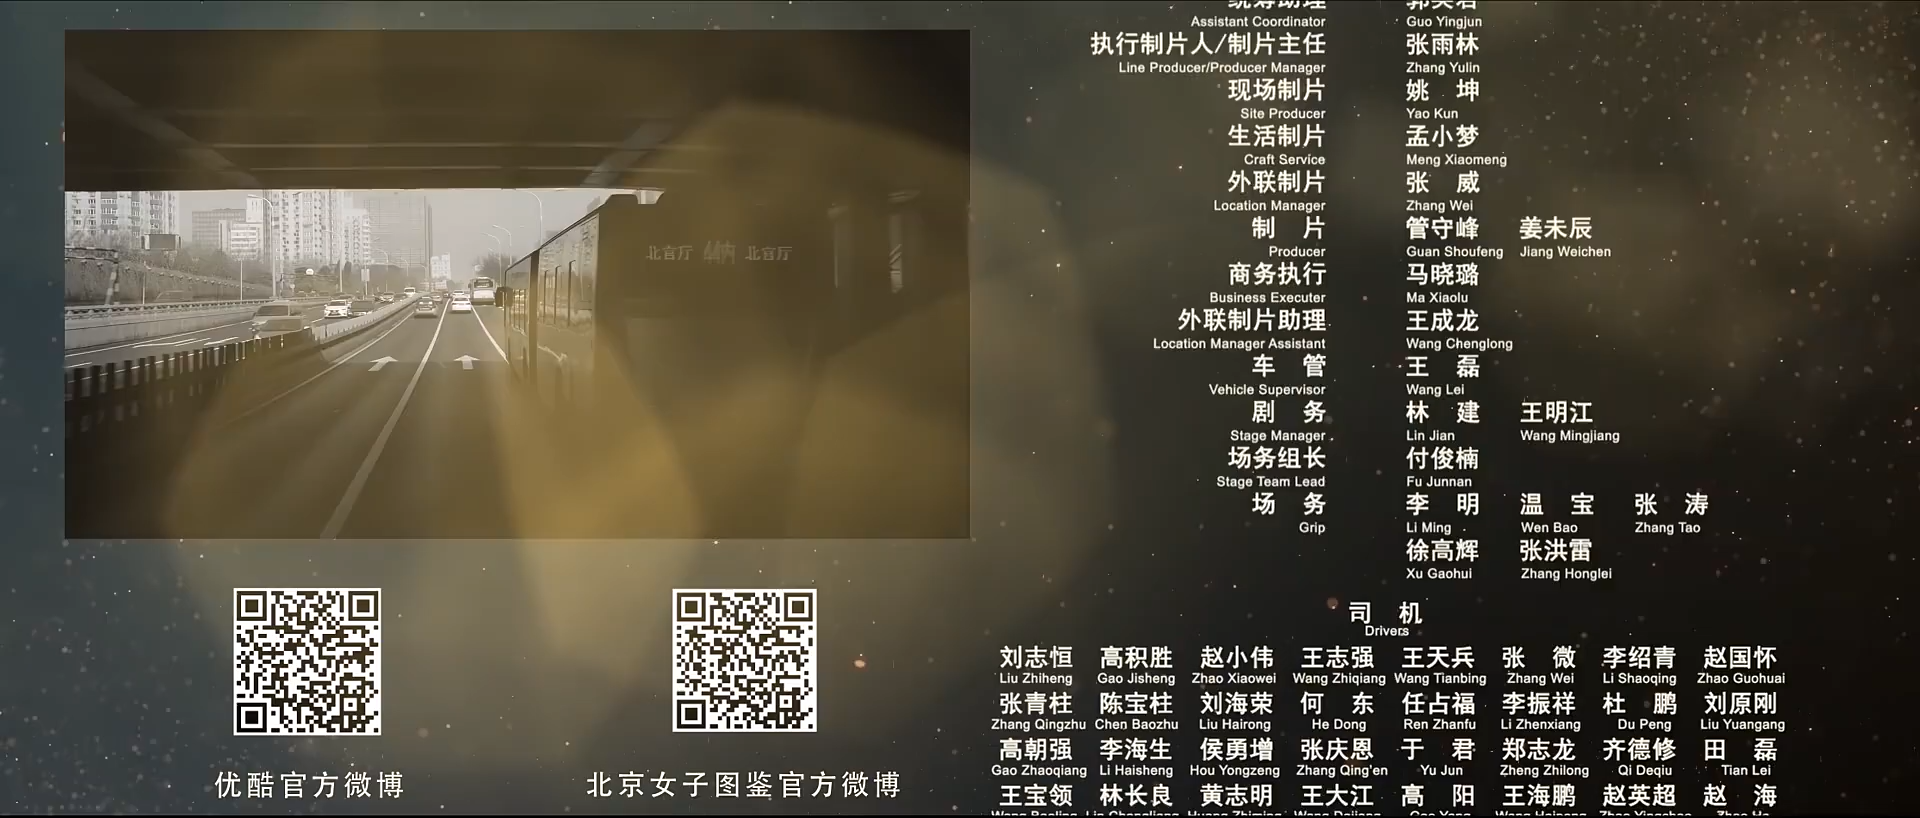 Assistant Coordinator Guo Yingjun
执行制片人/制片主任 张雨林
Line Producer/Producer Manager Zhang Yulin
现场制片 姚 坤
Site Producer Yao Kun
生活制片 孟小梦
Craft Service Meng Xiaomeng
外联制片 张 威
Location Manager Zhang Wei
制 片 管守峰 姜未辰
Producer Guan Shoufeng Jiang Weichen
商务执行 马晓璐
Business Executer Ma Xiaolu
外联制片助理 王成龙
Location Manager Assistant Wang Chenglong
车 管 王 磊
Vehicle Supervisor Wang Lei
剧 务 林 建 王明江
Stage Manager Lin Jian Wang Mingjiang
场务组长 付俊楠
Stage Team Lead Fu Junnan
场 务 李 明 温 宝 张 涛
Grip Li Ming Wen Bao Zhang Tao
徐高辉 张洪雷
Xu Gaohui Zhang Honglei
司 机
Drivers
刘志恒 高积胜 赵小伟 王志强 王天兵 张 微 李绍青 赵国怀
Liu Zhiheng Gao Jisheng Zhao Xiaowei Wang Zhiqiang Wang Tianbing Zhang Wei Li Shaoqing Zhao Guohuai
张青柱 陈宝柱 刘海荣 何 东 任占福 李振祥 杜 鹏 刘原刚
Zhang Qingzhu Chen Baozhu Liu Hairong He Dong Ren Zhanfu Li Zhenxiang Du Peng Liu Yuangang
高朝强 李海生 侯勇增 张庆恩 于 君 郑志龙 齐德修 田 磊
Gao Zhaoqiang Li Haisheng Hou Yongzeng Zhang Qing'en Yu Jun Zheng Zhilong Qi Deqiu Tian Lei
王宝领 林长良 黄志明 王大江 高 阳 王海鹏 赵英超 赵 海
优酷官方微博
北京女子图鉴官方微博